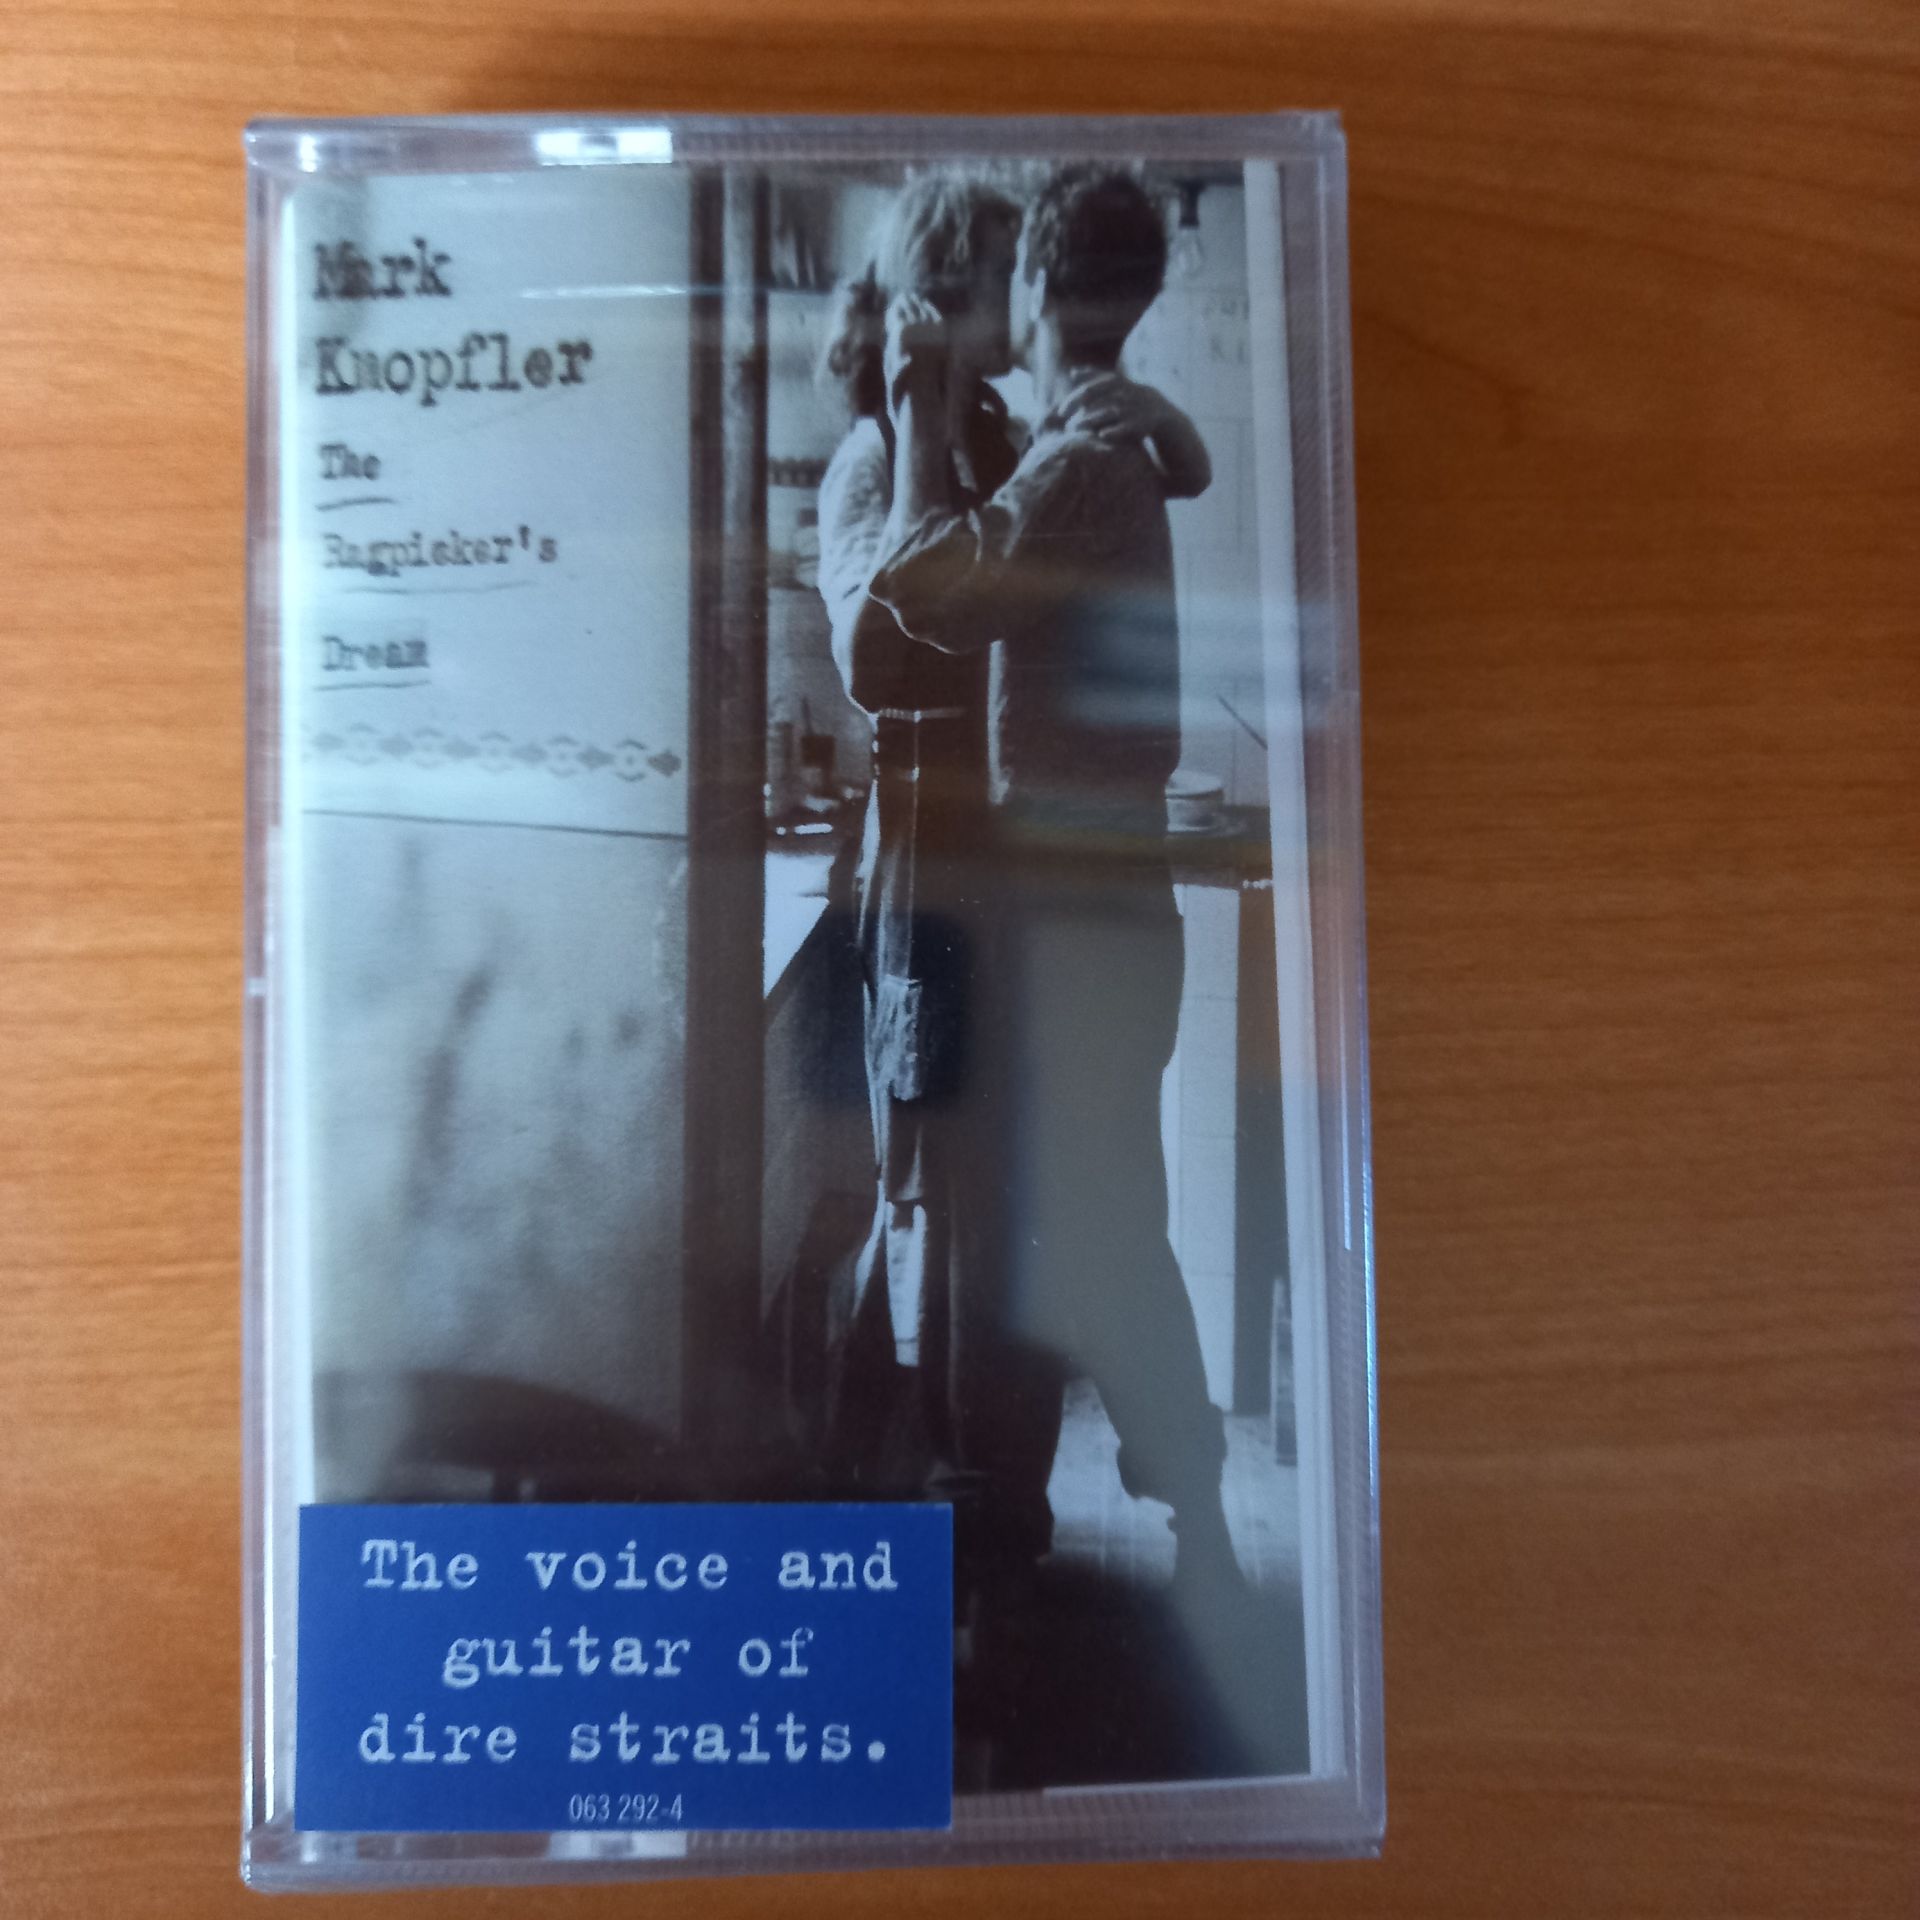 Mark
Knopfler
The
Ragpicker's
Dream
The voice and
guitar of
dire straits.
063 292-4